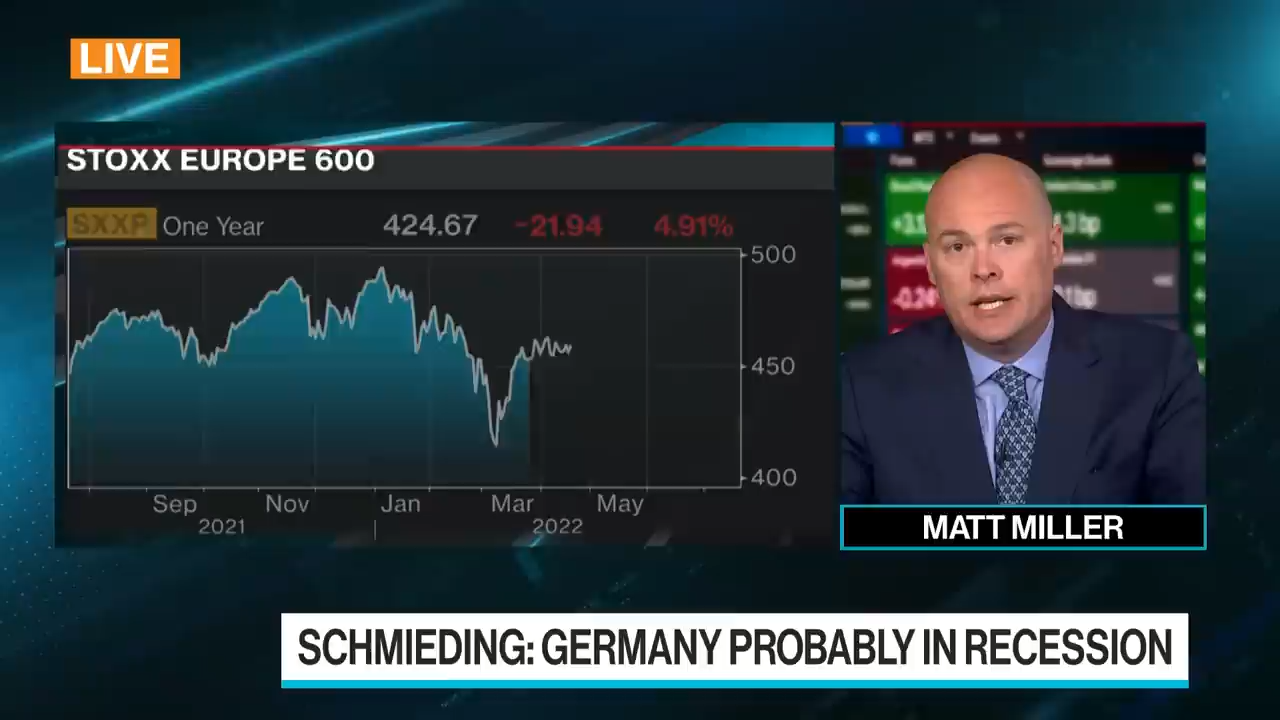 LIVE
STOXX EUROPE 600
SXXP One Year 424.67 -21.94 4.91%
500
450
400
Sep Nov Jan Mar May
2021 2022
MATT MILLER
SCHMIEDING: GERMANY PROBABLY IN RECESSION